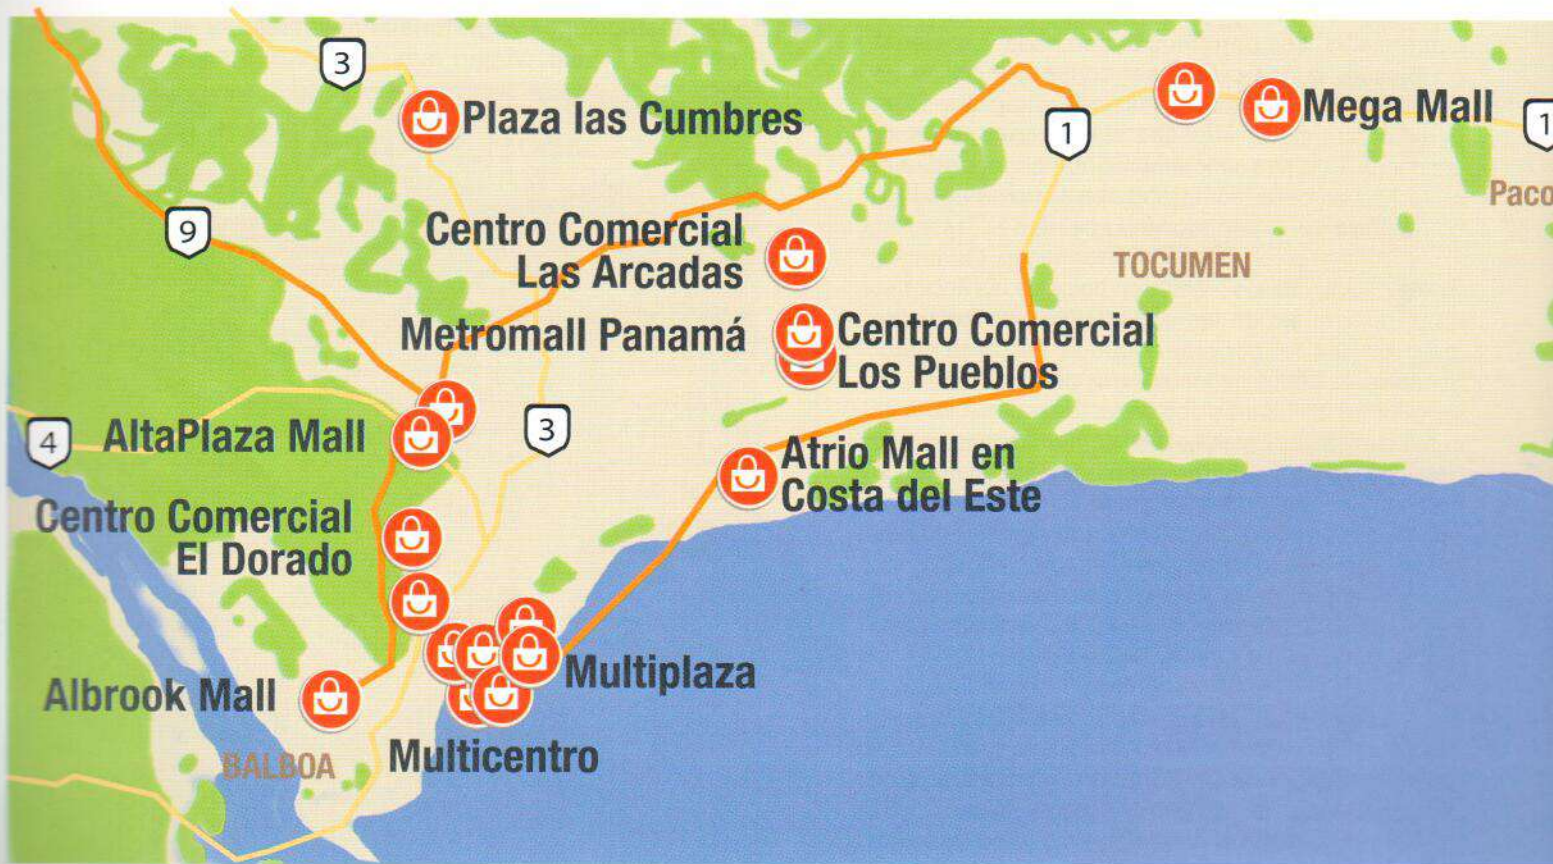 3
Plaza las Cumbres
1
Mega Mall
1
Paco
9
Centro Comercial
Las Arcadas
TOCUMEN
Metromall Panamá
Centro Comercial
Los Pueblos
4
AltaPlaza Mall
3
Atrio Mall en
Costa del Este
Centro Comercial
El Dorado
Multiplaza
Albrook Mall
Multicentro
BALBOA